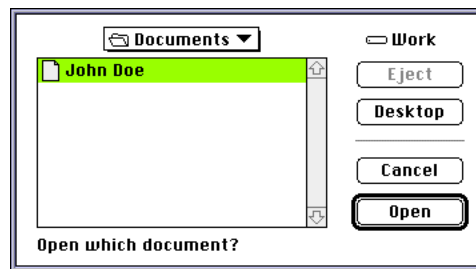 Documents
Work
John Doe
Eject
Desktop
Cancel
Open
Open which document?